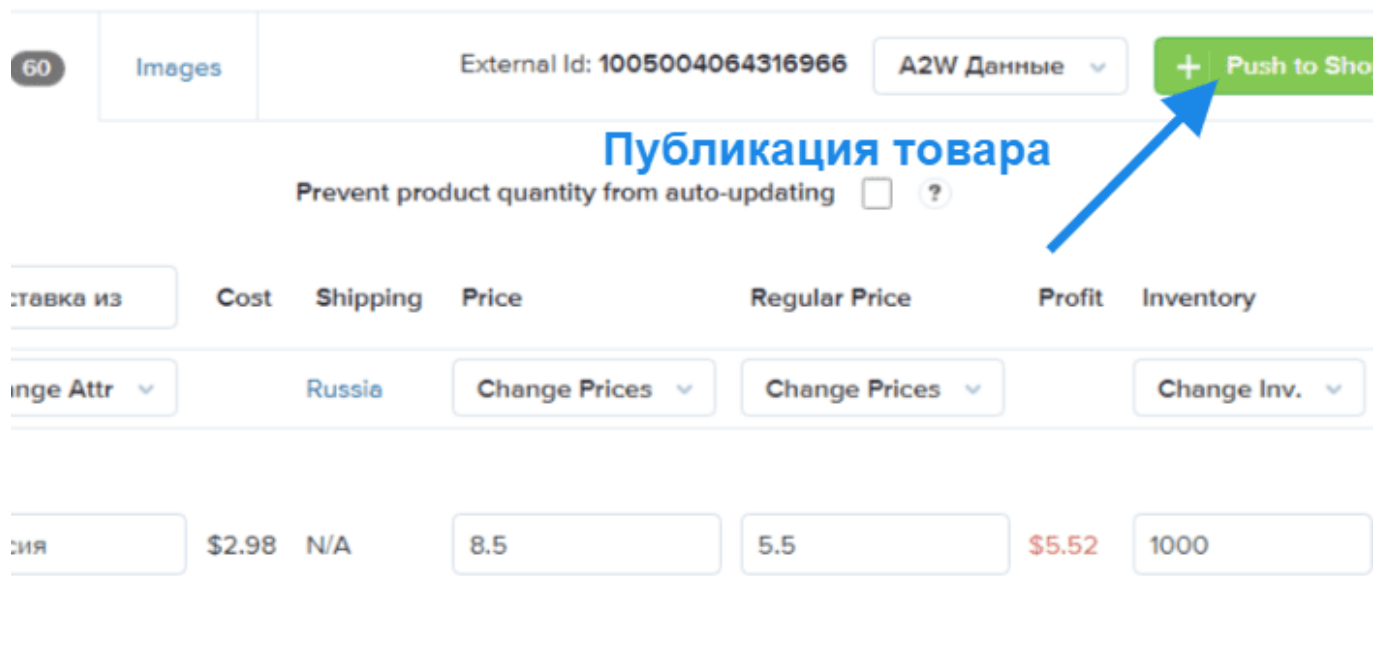 60 Images External Id: 1005004064316966 A2W Данные + Push to Sho
Публикация товара
Prevent product quantity from auto-updating ?
ставка из Cost Shipping Price Regular Price Profit Inventory
ange Attr Russia Change Prices Change Prices Change Inv.
сия $2.98 N/A 8.5 5.5 $5.52 1000